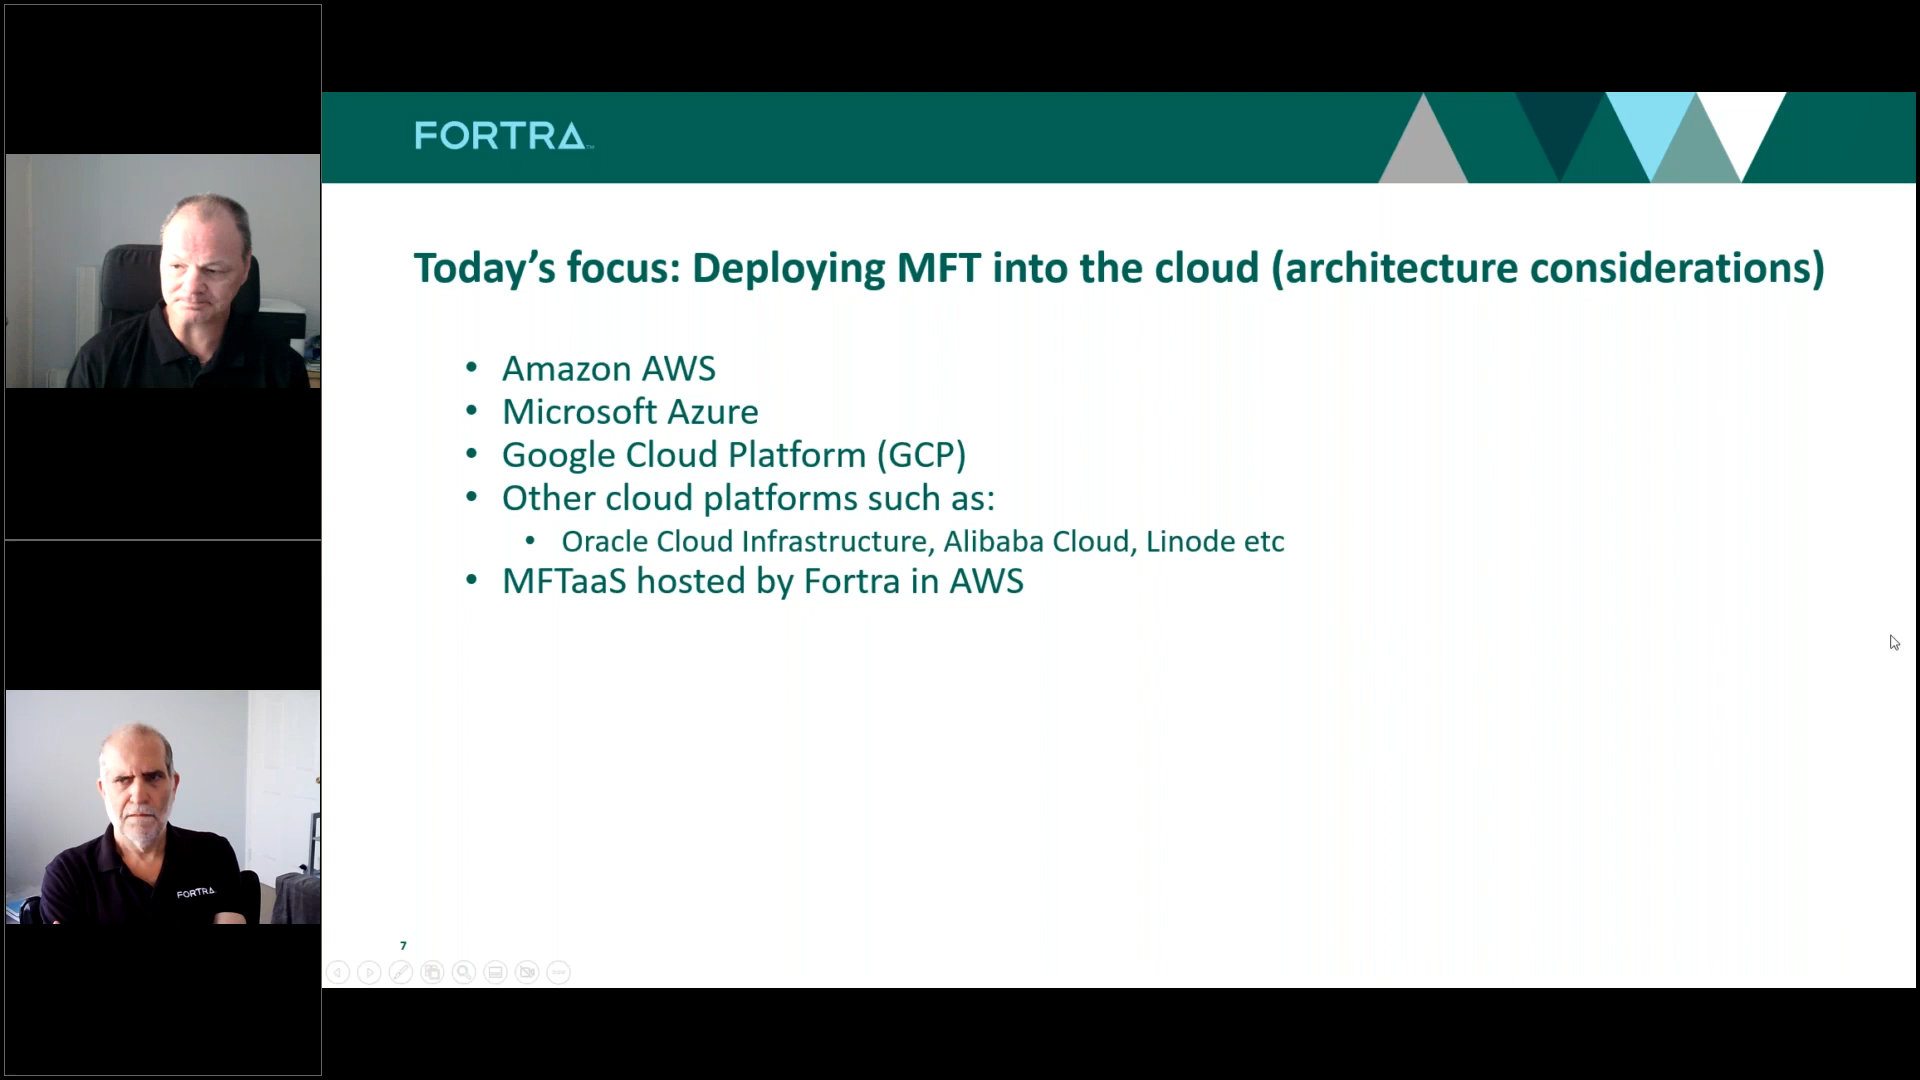 FORTRA™
Today’s focus: Deploying MFT into the cloud (architecture considerations)
• Amazon AWS
• Microsoft Azure
• Google Cloud Platform (GCP)
• Other cloud platforms such as:
• Oracle Cloud Infrastructure, Alibaba Cloud, Linode etc
• MFTaaS hosted by Fortra in AWS
7
FORTRA